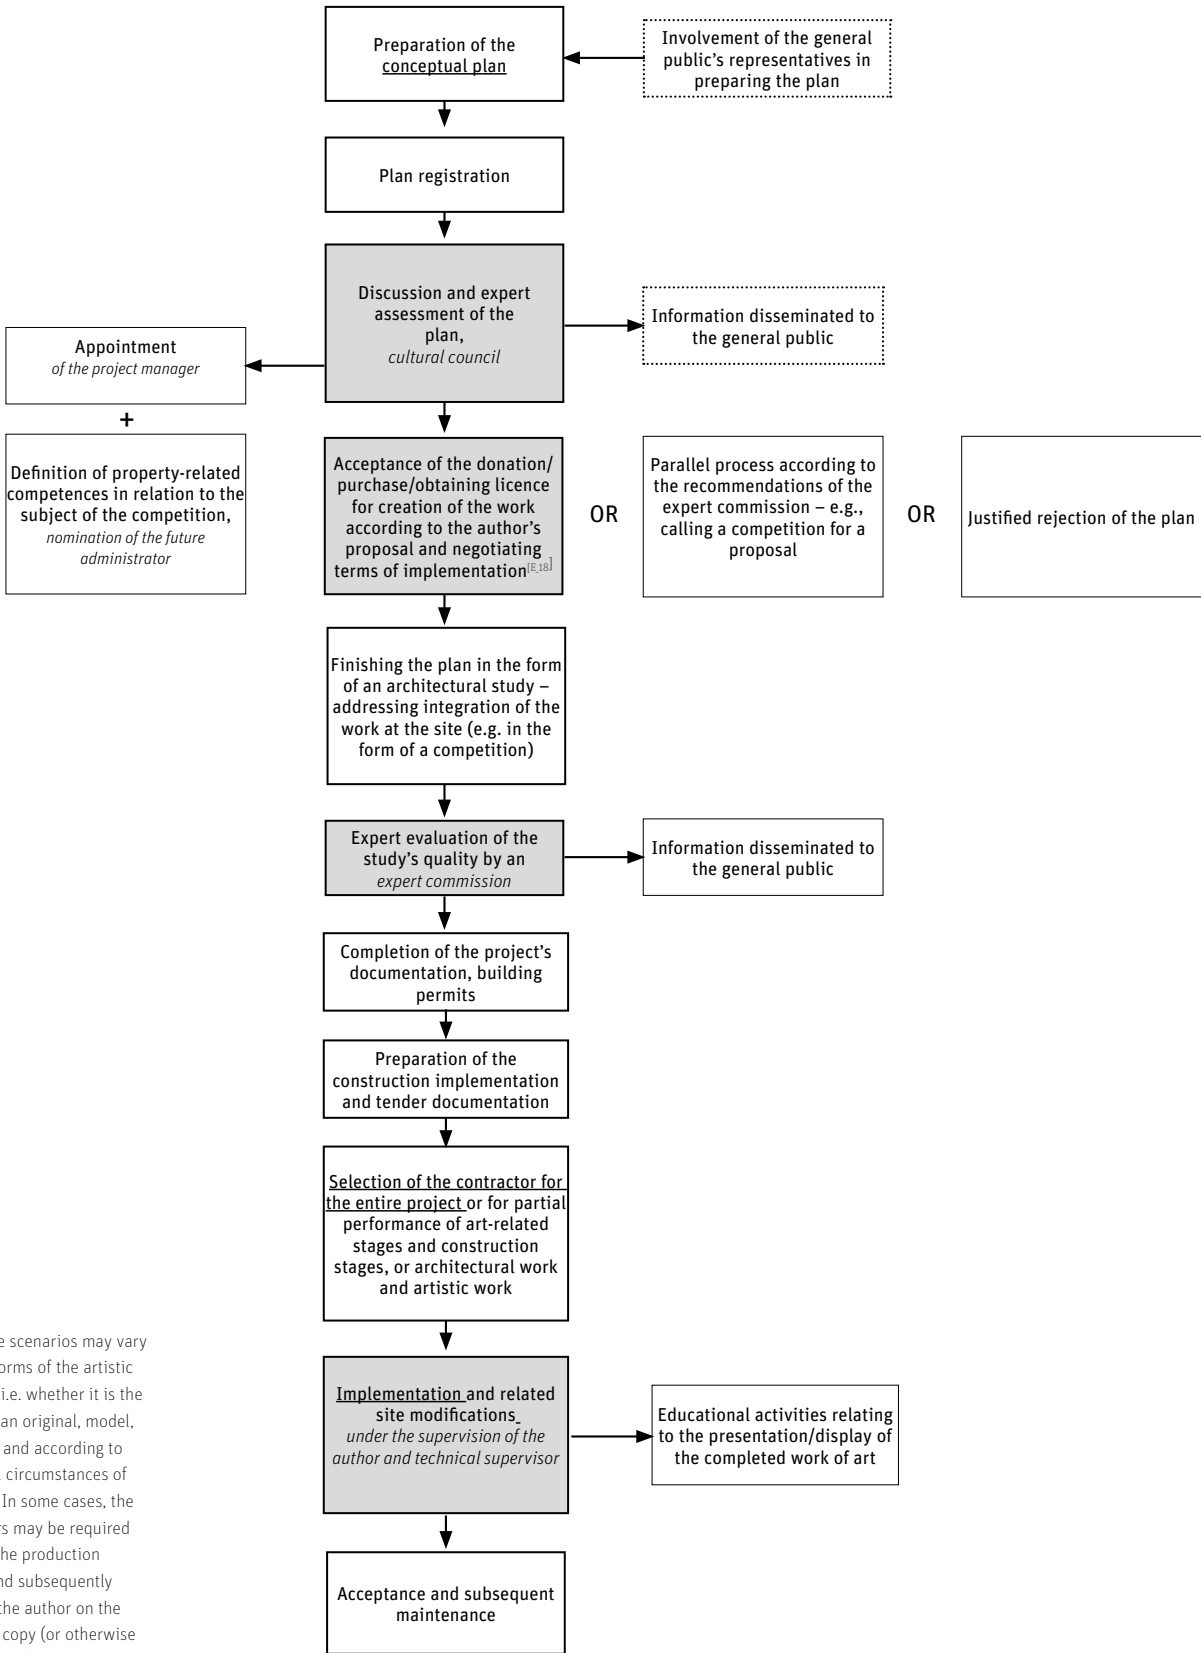 Preparation of the
conceptual plan
Involvement of the general
public's representatives in
preparing the plan
Plan registration
Discussion and expert
assessment of the
plan,
cultural council
Information disseminated to
the general public
Appointment
of the project manager
+
Definition of property-related
competences in relation to the
subject of the competition,
nomination of the future
administrator
Acceptance of the donation/
purchase/obtaining licence
for creation of the work
according to the author's
proposal and negotiating
terms of implementation[E_18]
OR
Parallel process according to
the recommendations of the
expert commission – e.g.,
calling a competition for a
proposal
OR
Justified rejection of the plan
Finishing the plan in the form
of an architectural study –
addressing integration of the
work at the site (e.g. in the
form of a competition)
Expert evaluation of the
study's quality by an
expert commission
Information disseminated to
the general public
Completion of the project's
documentation, building
permits
Preparation of the
construction implementation
and tender documentation
Selection of the contractor for
the entire project or for partial
performance of art-related
stages and construction
stages, or architectural work
and artistic work
Implementation and related
site modifications
under the supervision of the
author and technical supervisor
Educational activities relating
to the presentation/display of
the completed work of art
Acceptance and subsequent
maintenance
e scenarios may vary
orms of the artistic
i.e. whether it is the
an original, model,
and according to
circumstances of
In some cases, the
rs may be required
he production
nd subsequently
the author on the
copy (or otherwise